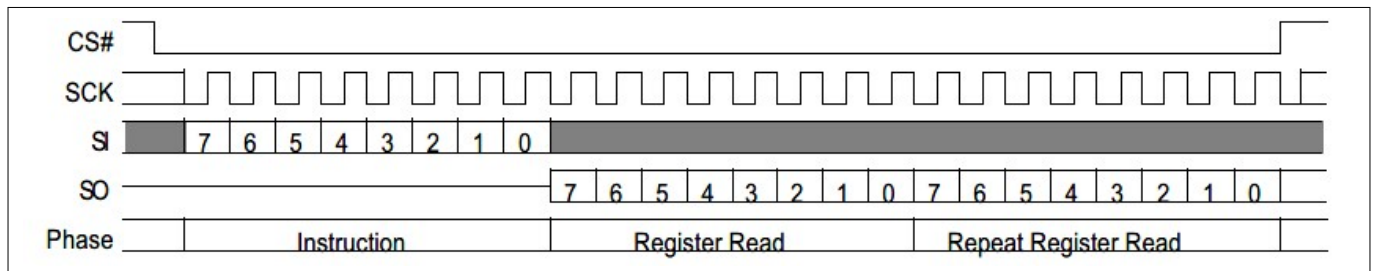 CS#
SCK
SI 7 6 5 4 3 2 1 0
SO 7 6 5 4 3 2 1 0 7 6 5 4 3 2 1 0
Phase Instruction Register Read Repeat Register Read